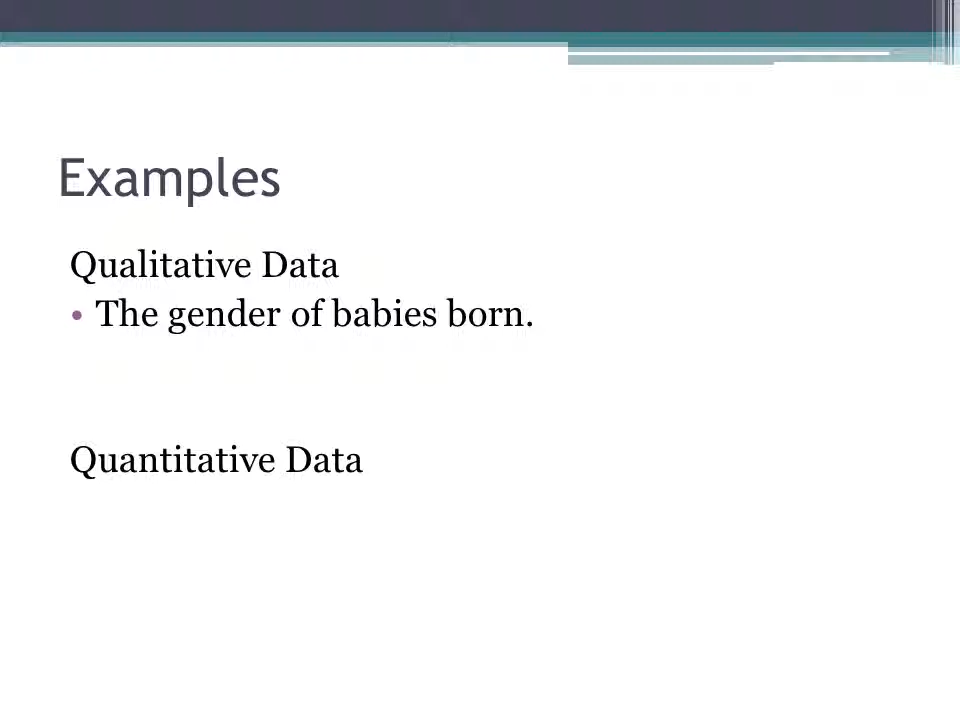 Examples
Qualitative Data
• The gender of babies born.
Quantitative Data